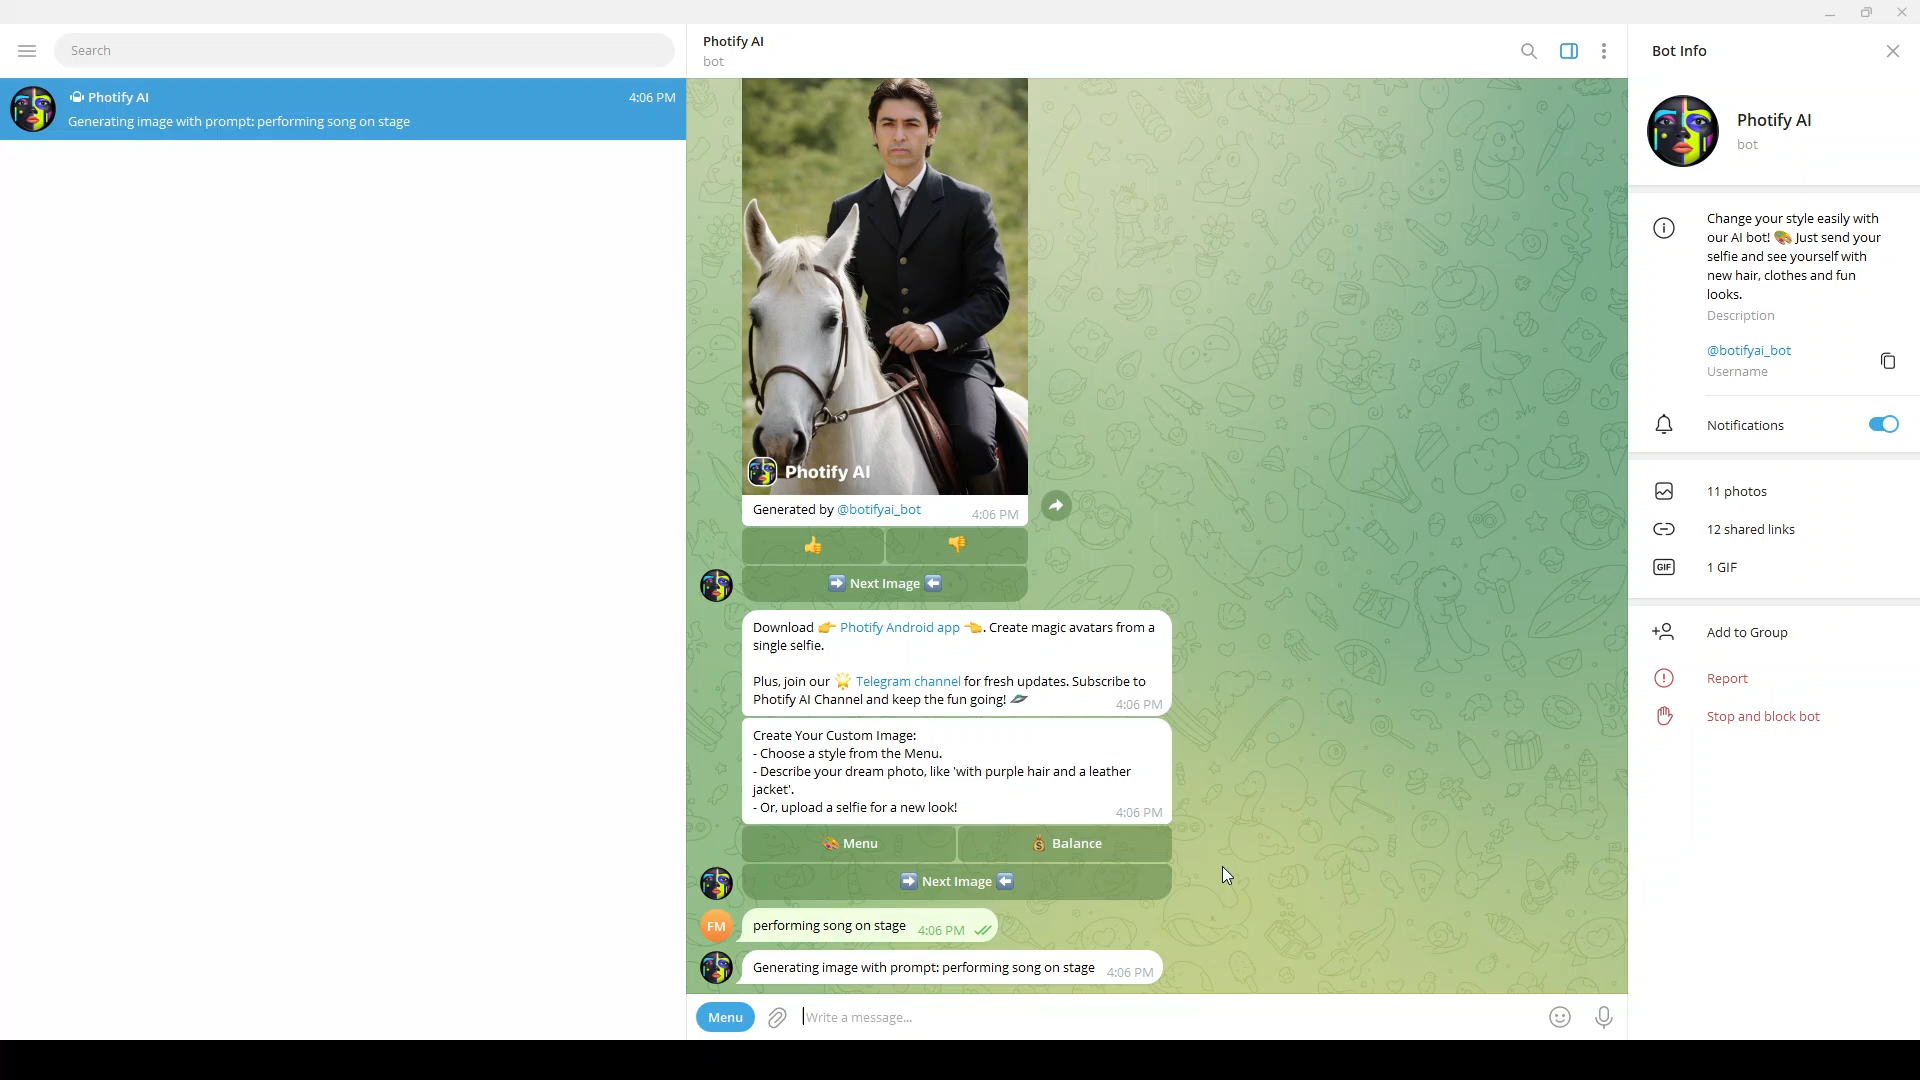 Search
Photify AI
4:06 PM
Generating image with prompt: performing song on stage
Photify AI
bot
Photify AI
Generated by @botifyai_bot
4:06 PM
Next Image
Download 👉 Photify Android app 👈. Create magic avatars from a
single selfie.
Plus, join our 🌟 Telegram channel for fresh updates. Subscribe to
Photify AI Channel and keep the fun going!
4:06 PM
Create Your Custom Image:
- Choose a style from the Menu.
- Describe your dream photo, like 'with purple hair and a leather
jacket'.
- Or, upload a selfie for a new look!
4:06 PM
Menu
Balance
Next Image
FM
performing song on stage
4:06 PM
Generating image with prompt: performing song on stage
4:06 PM
Menu
Write a message...
Bot Info
Photify AI
bot
Change your style easily with
our AI bot! 🎨 Just send your
selfie and see yourself with
new hair, clothes and fun
looks.
Description
@botifyai_bot
Username
Notifications
11 photos
12 shared links
GIF
1 GIF
Add to Group
Report
Stop and block bot